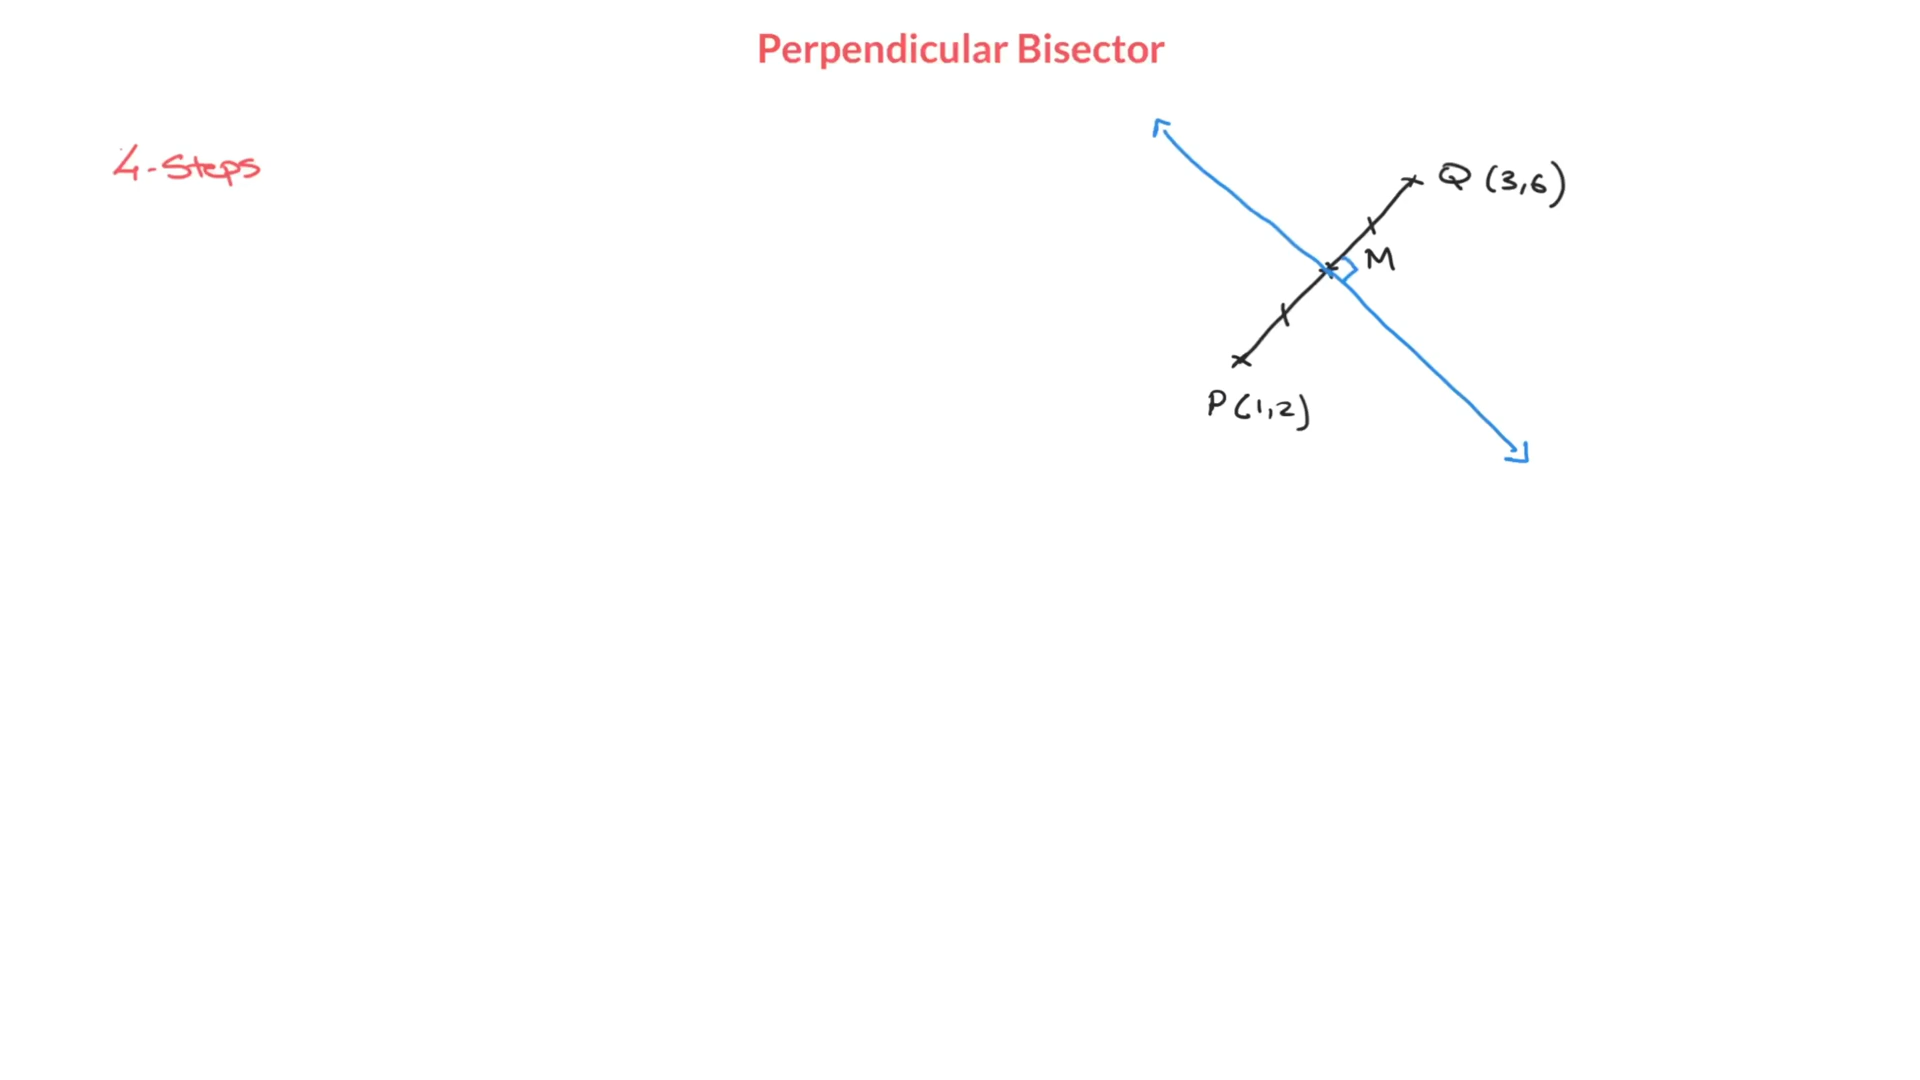 Perpendicular Bisector
4-Steps
Q (3,6)
M
P(1,2)